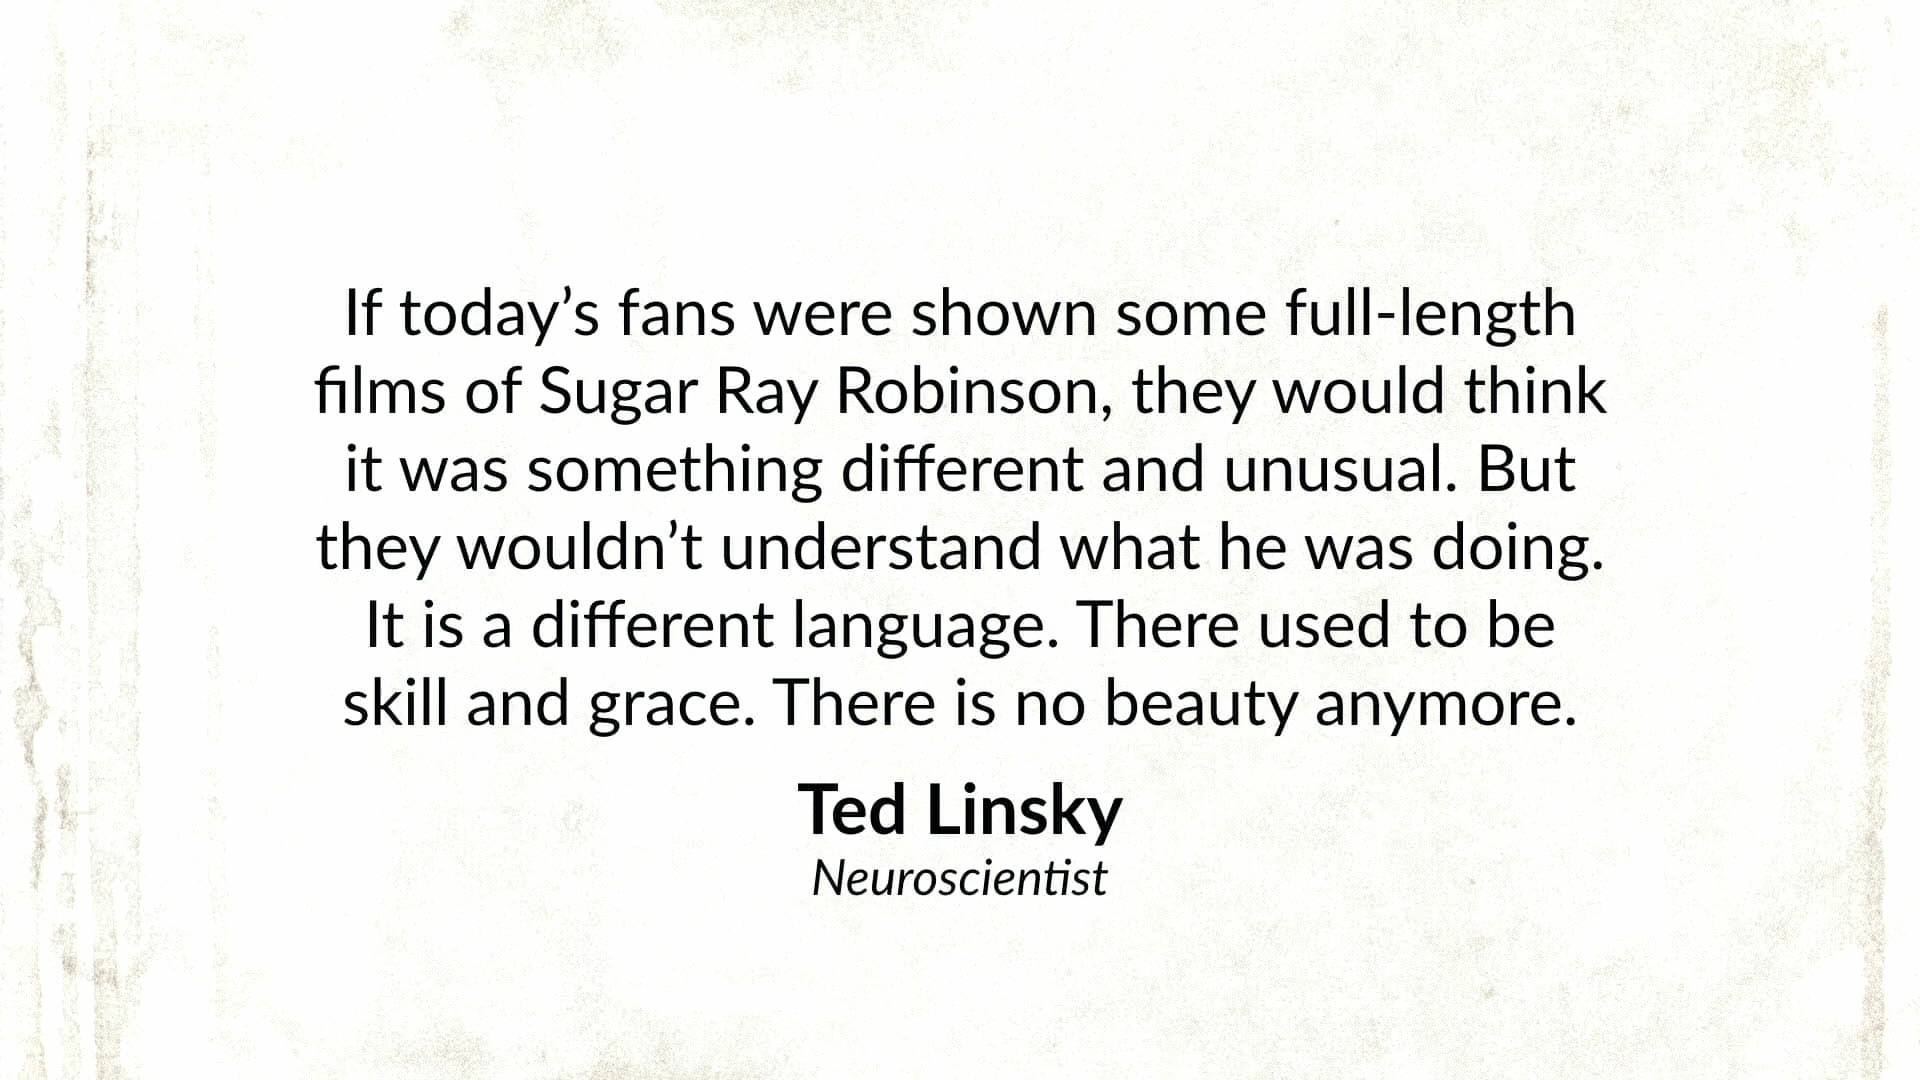 If today’s fans were shown some full-length
films of Sugar Ray Robinson, they would think
it was something different and unusual. But
they wouldn’t understand what he was doing.
It is a different language. There used to be
skill and grace. There is no beauty anymore.
Ted Linsky
Neuroscientist